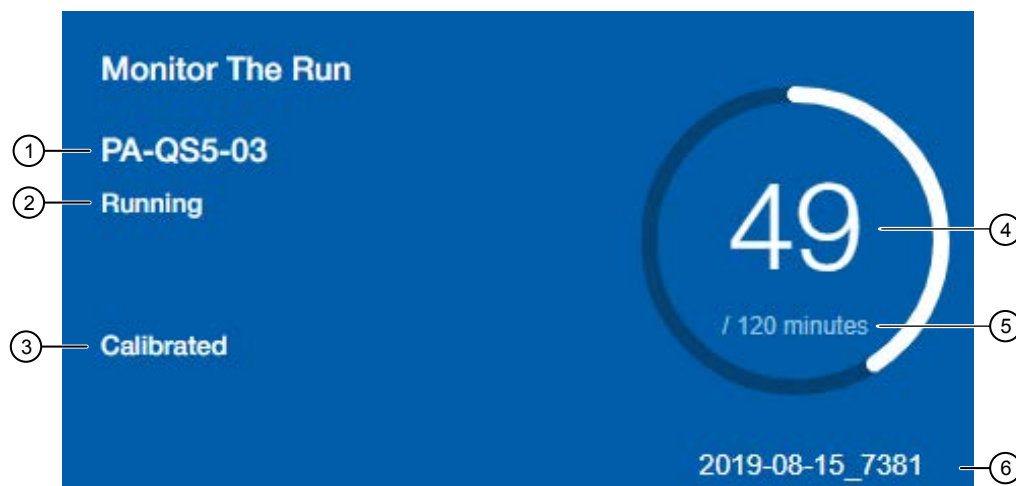 Monitor The Run
1 PA-QS5-03
2 Running
49 4
/ 120 minutes 5
3 Calibrated
2019-08-15_7381 6